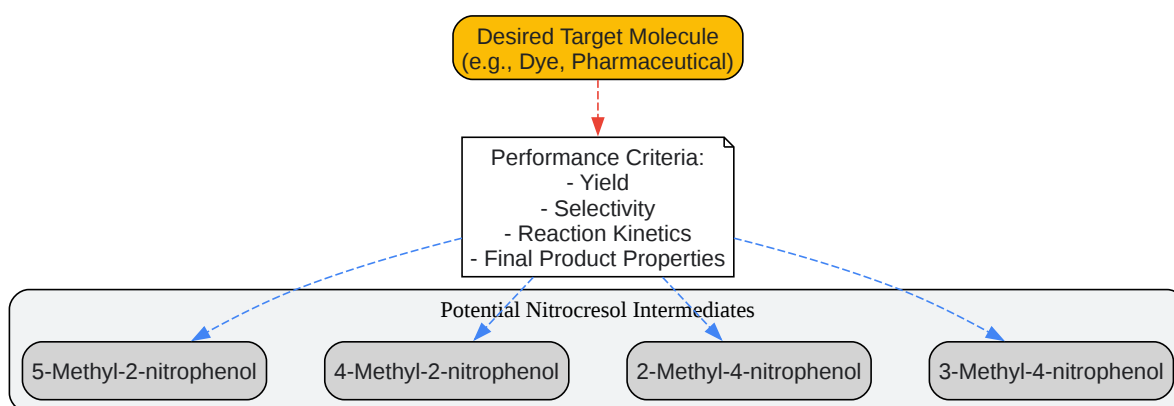 Desired Target Molecule
(e.g., Dye, Pharmaceutical)
Performance Criteria:
- Yield
- Selectivity
- Reaction Kinetics
- Final Product Properties
Potential Nitrocresol Intermediates
5-Methyl-2-nitrophenol
4-Methyl-2-nitrophenol
2-Methyl-4-nitrophenol
3-Methyl-4-nitrophenol